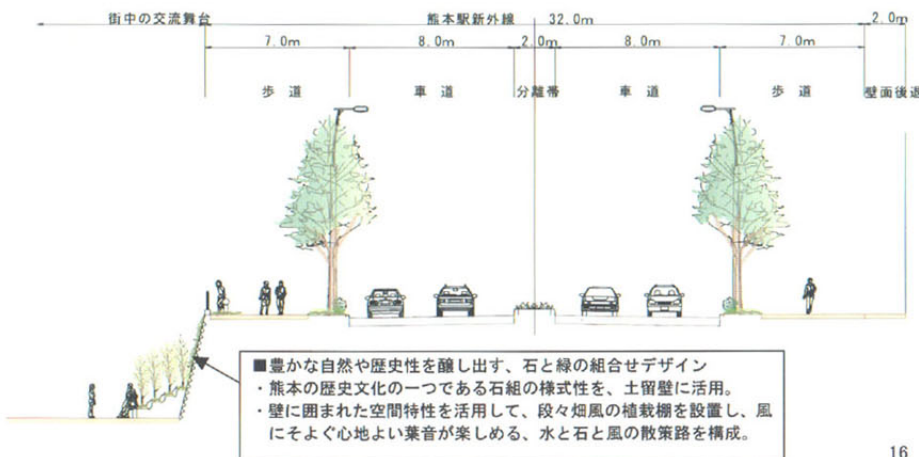 街中の交流舞台
熊本駅新外線 32.0m
2.0m
7.0m 8.0m 2.0m 8.0m 7.0m
歩 道 車 道 分離帯 車 道 歩 道 壁面後退
■豊かな自然や歴史性を醸し出す、石と緑の組合せデザイン
・熊本の歴史文化の一つである石組の様式性を、土留壁に活用。
・壁に囲まれた空間特性を活用して、段々畑風の植栽棚を設置し、風
にそよぐ心地よい葉音が楽しめる、水と石と風の散策路を構成。
16